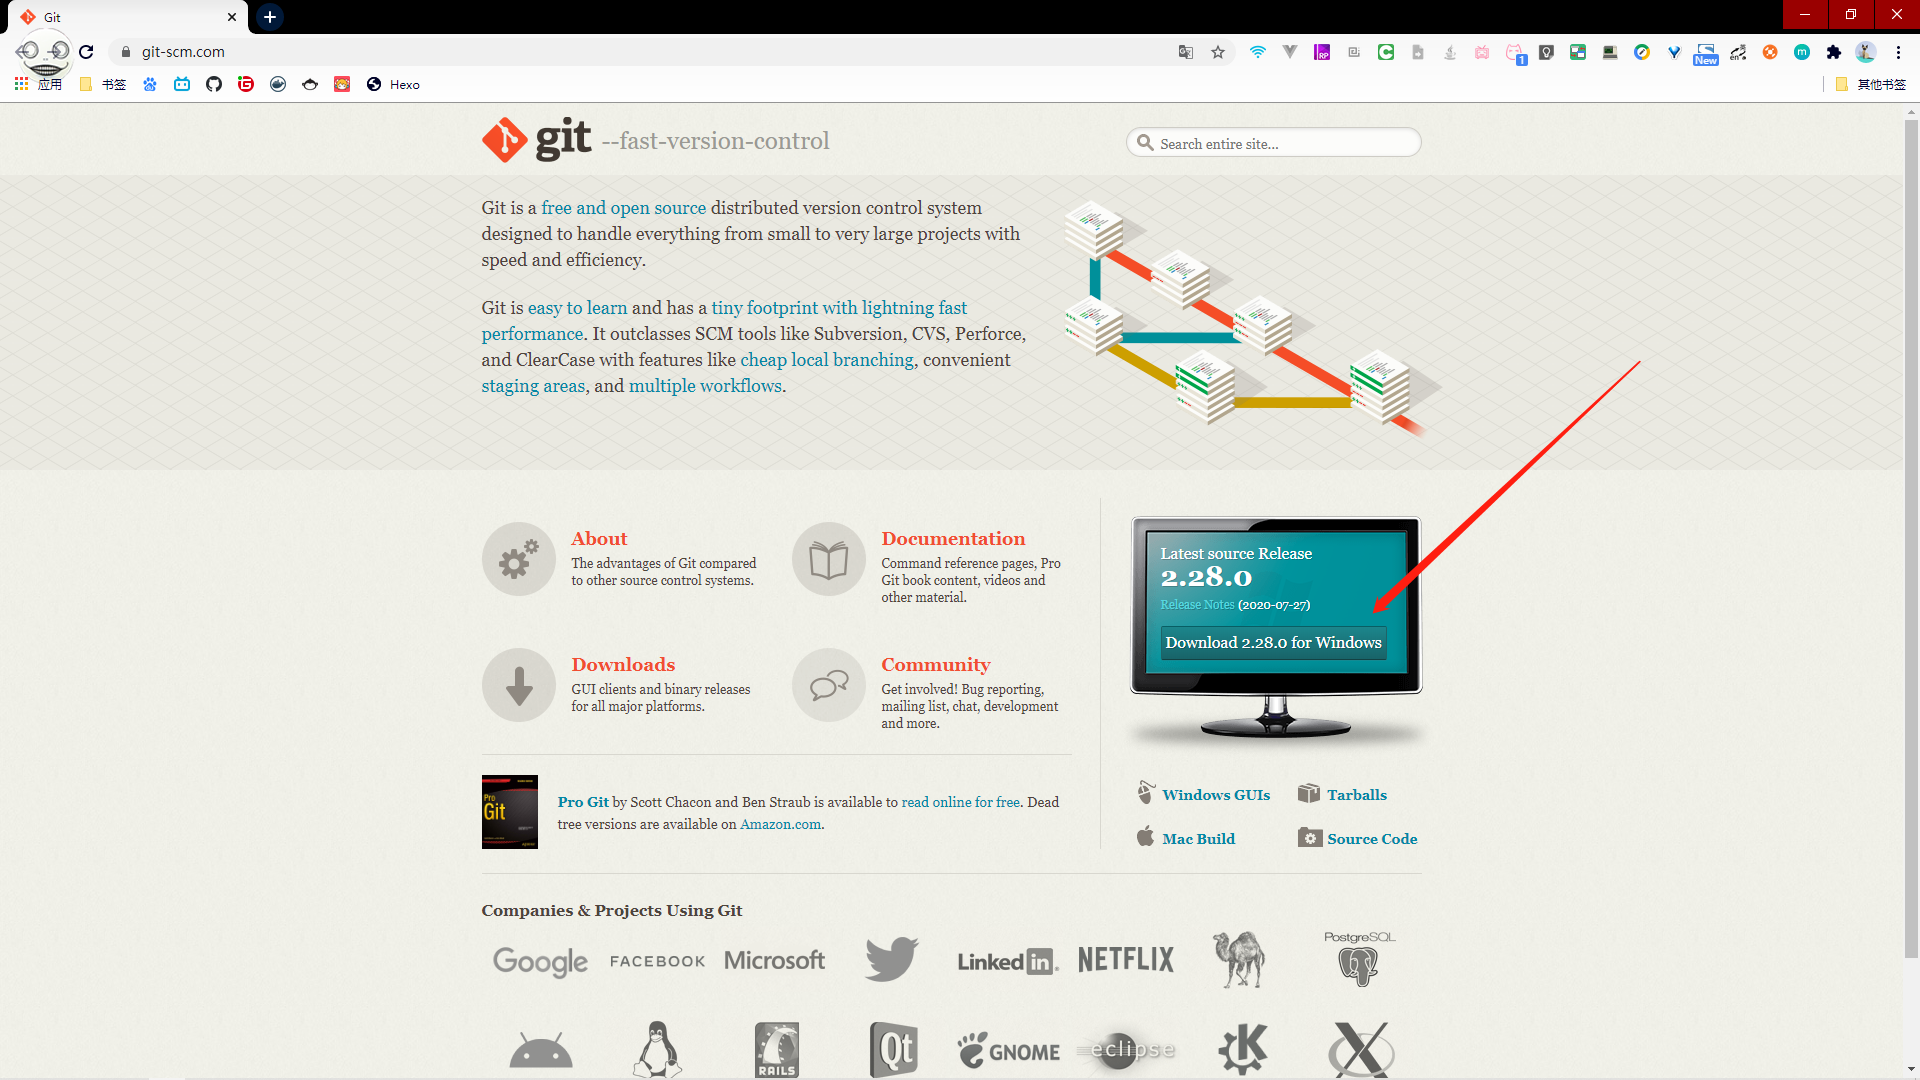 Git
git-scm.com
RP
New
en
m
1
应用
书签
Hexo
其他书签
git --fast-version-control
Search entire site...
Git is a free and open source distributed version control system
designed to handle everything from small to very large projects with
speed and efficiency.
Git is easy to learn and has a tiny footprint with lightning fast
performance. It outclasses SCM tools like Subversion, CVS, Perforce,
and ClearCase with features like cheap local branching, convenient
staging areas, and multiple workflows.
About
The advantages of Git compared
to other source control systems.
Documentation
Command reference pages, Pro
Git book content, videos and
other material.
Downloads
GUI clients and binary releases
for all major platforms.
Community
Get involved! Bug reporting,
mailing list, chat, development
and more.
Latest source Release
2.28.0
Release Notes (2020-07-27)
Download 2.28.0 for Windows
Pro
Git
Pro Git by Scott Chacon and Ben Straub is available to read online for free. Dead
tree versions are available on Amazon.com.
Windows GUIs
Tarballs
Mac Build
Source Code
Companies & Projects Using Git
Google
FACEBOOK
Microsoft
Linked in
NETFLIX
PostgreSQL
RAILS
Qt
GNOME
eclipse
K
X